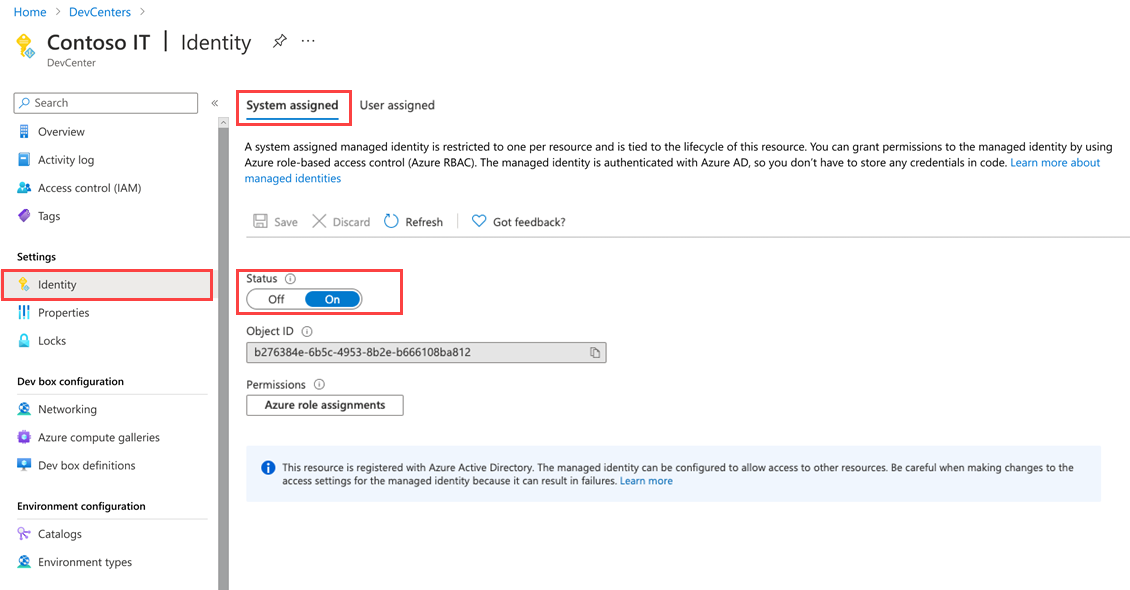 Home > DevCenters >
Contoso IT | Identity ···
DevCenter
Search «
Overview
Activity log
Access control (IAM)
Tags
Settings
Identity
Properties
Locks
Dev box configuration
Networking
Azure compute galleries
Dev box definitions
Environment configuration
Catalogs
Environment types
System assigned User assigned
A system assigned managed identity is restricted to one per resource and is tied to the lifecycle of this resource. You can grant permissions to the managed identity by using
Azure role-based access control (Azure RBAC). The managed identity is authenticated with Azure AD, so you don't have to store any credentials in code. Learn more about
managed identities
Save Discard Refresh Got feedback?
Status
Off On
Object ID
b276384e-6b5c-4953-8b2e-b666108ba812
Permissions
Azure role assignments
This resource is registered with Azure Active Directory. The managed identity can be configured to allow access to other resources. Be careful when making changes to the
access settings for the managed identity because it can result in failures. Learn more